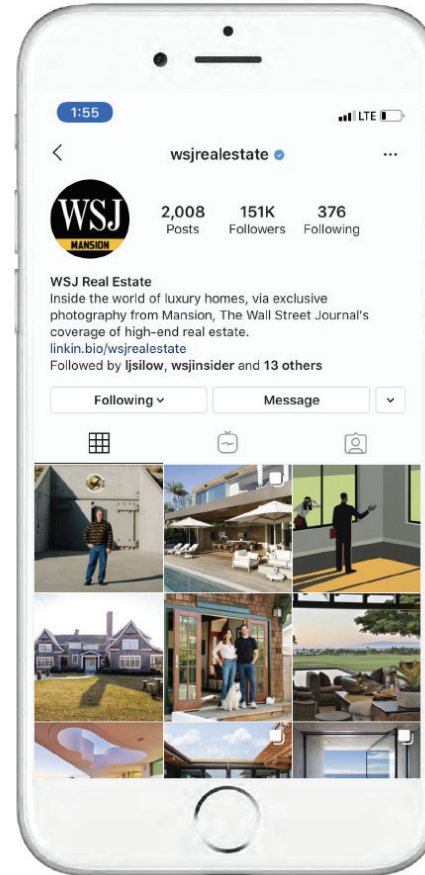 1:55
LTE
wsjrealestate
WSJ
MANSION
2,008 151K 376
Posts Followers Following
WSJ Real Estate
Inside the world of luxury homes, via exclusive
photography from Mansion, The Wall Street Journal's
coverage of high-end real estate.
linkin.bio/wsjrealestate
Followed by ljsilow, wsjinsider and 13 others
Following Message